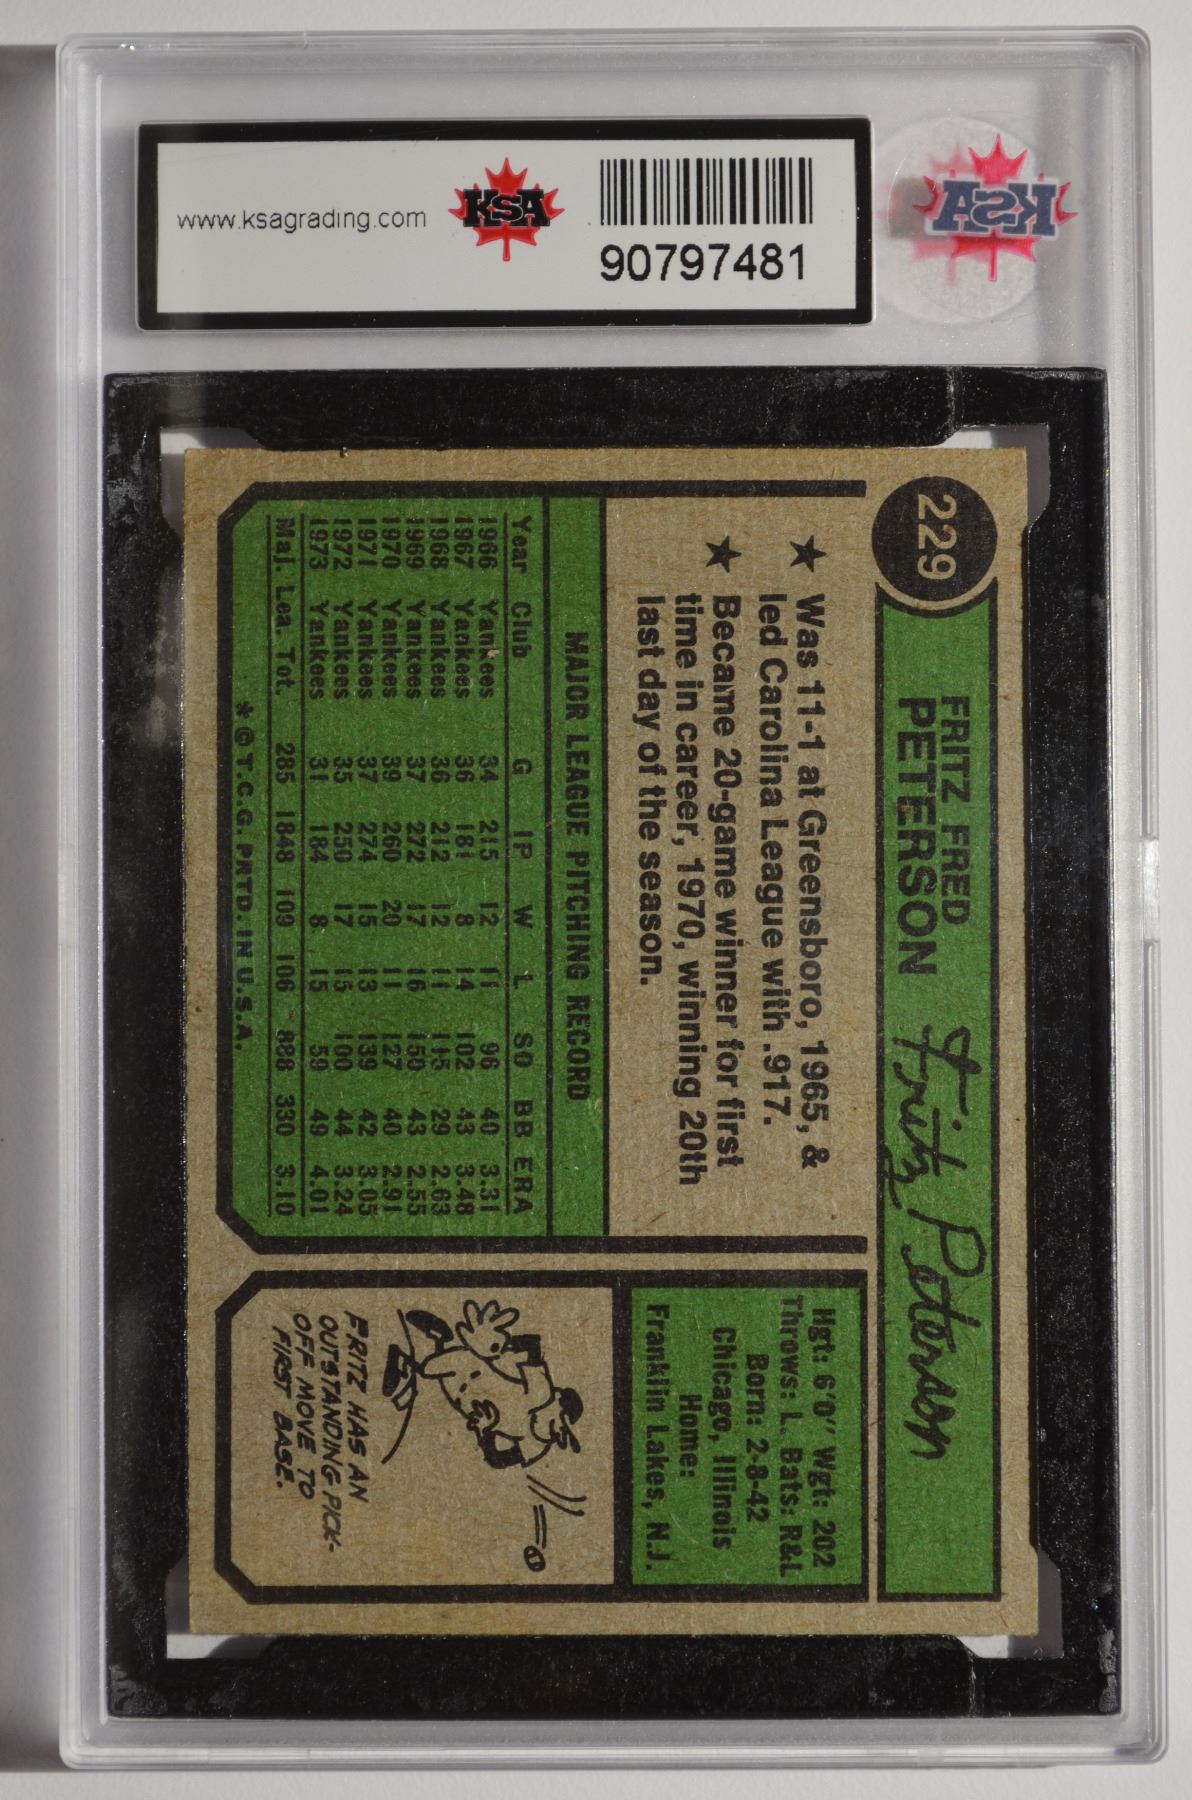 www.ksagrading.com
KSA
90797481
KSA
229
FRITZ FRED
PETERSON
Fritz Peterson
★ Was 11-1 at Greensboro, 1965, &
led Carolina League with .917.
★ Became 20-game winner for first
time in career, 1970, winning 20th
last day of the season.
Hgt: 6'0" Wgt: 202
Throws: L. Bats: R&L
Born: 2-8-42
Chicago, Illinois
Home:
Franklin Lakes, N.J.
MAJOR LEAGUE PITCHING RECORD
Year Club G IP W L SO BB ERA
1966 Yankees 34 215 12 11 96 40 3.31
1967 Yankees 36 181 8 14 102 43 3.48
1968 Yankees 36 212 12 11 115 29 2.63
1969 Yankees 37 272 17 16 150 43 2.55
1970 Yankees 39 260 20 11 127 40 2.91
1971 Yankees 37 274 15 13 139 42 3.05
1972 Yankees 35 250 17 15 100 44 3.24
1973 Yankees 31 184 8 15 59 49 4.01
Maj. Lea. Tot. 285 1848 109 106 888 330 3.10
* © T.C.G. PRTD. IN U.S.A.
FRITZ HAS AN
OUTSTANDING PICK-
OFF MOVE TO
FIRST BASE.